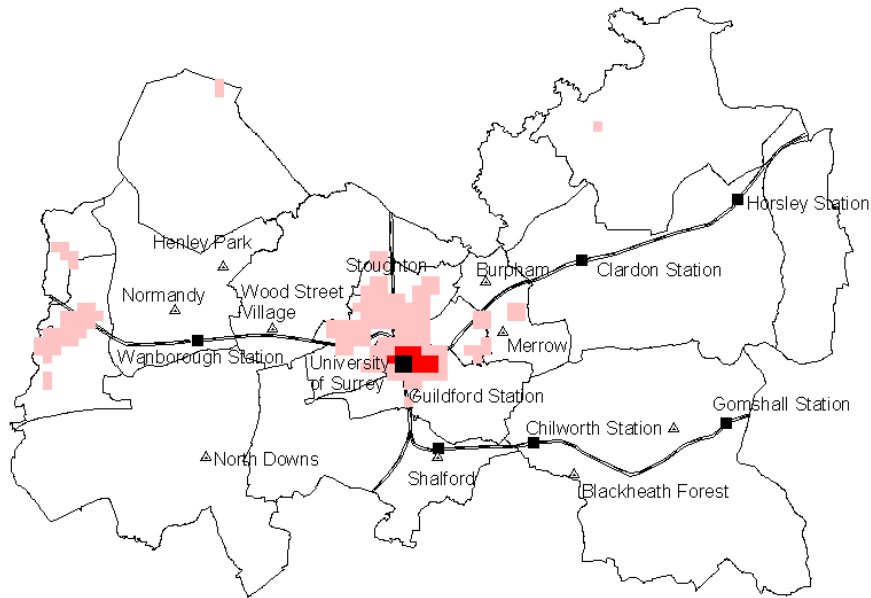 Horsley Station
Henley Park
Stoughton
Burpham
Clardon Station
Normandy
Wood Street
Village
Wanborough Station
Merrow
University
of Surrey
Guildford Station
Gomshall Station
Chilworth Station
North Downs
Shalford
Blackheath Forest